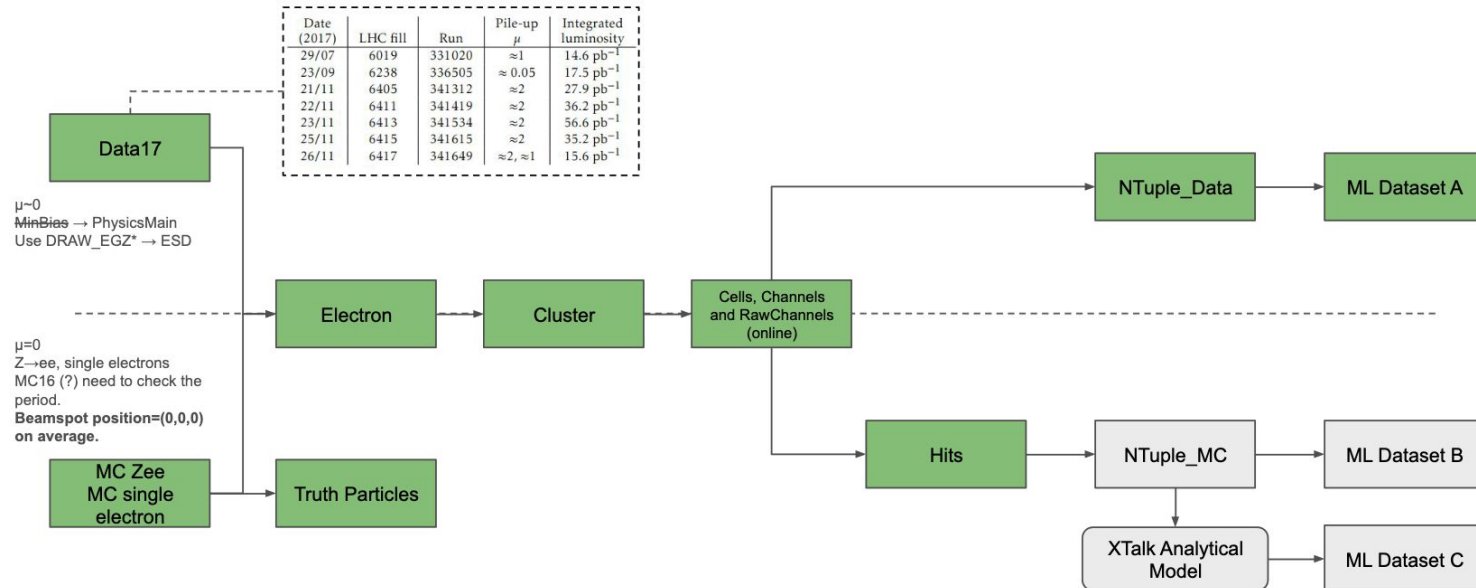 Date Pile-up Integrated
(2017) LHC fill Run μ luminosity
29/07 6019 331020 ≈1 14.6 pb⁻¹
23/09 6238 336505 ≈ 0.05 17.5 pb⁻¹
21/11 6405 341312 ≈2 27.9 pb⁻¹
22/11 6411 341419 ≈2 36.2 pb⁻¹
23/11 6413 341534 ≈2 56.6 pb⁻¹
25/11 6415 341615 ≈2 35.2 pb⁻¹
26/11 6417 341649 ≈2, ≈1 15.6 pb⁻¹
Data17
μ~0
MinBias → PhysicsMain
Use DRAW_EGZ* → ESD
NTuple_Data
ML Dataset A
Electron
Cluster
Cells, Channels
and RawChannels
(online)
μ=0
Z→ee, single electrons
MC16 (?) need to check the
period.
Beamspot position=(0,0,0)
on average.
MC Zee
MC single
electron
Truth Particles
Hits
NTuple_MC
ML Dataset B
XTalk Analytical
Model
ML Dataset C